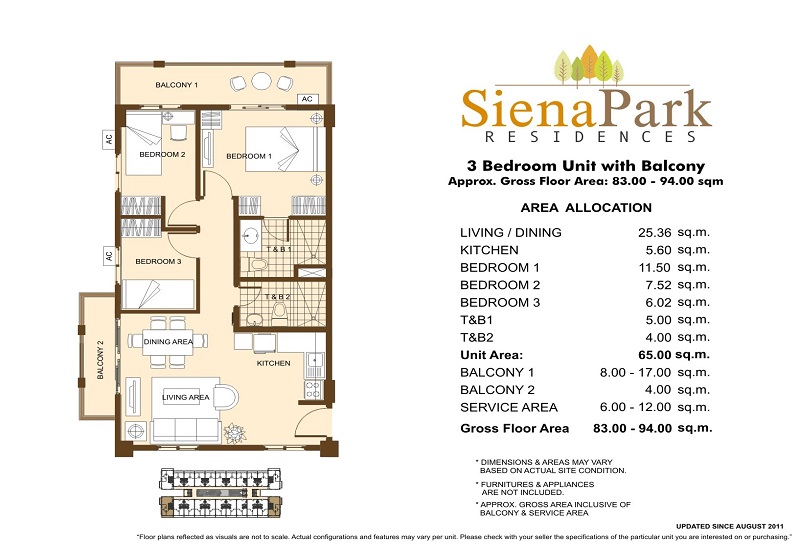 BALCONY 1
AC
AC
BEDROOM 2
BEDROOM 1
T & B 1
BEDROOM 3
AC
T & B 2
DINING AREA
BALCONY 2
KITCHEN
LIVING AREA
SienaPark
RESIDENCES
3 Bedroom Unit with Balcony
Approx. Gross Floor Area: 83.00 - 94.00 sqm
AREA ALLOCATION
LIVING / DINING 25.36 sq.m.
KITCHEN 5.60 sq.m.
BEDROOM 1 11.50 sq.m.
BEDROOM 2 7.52 sq.m.
BEDROOM 3 6.02 sq.m.
T&B1 5.00 sq.m.
T&B2 4.00 sq.m.
Unit Area: 65.00 sq.m.
BALCONY 1 8.00 - 17.00 sq.m.
BALCONY 2 4.00 sq.m.
SERVICE AREA 6.00 - 12.00 sq.m.
Gross Floor Area 83.00 - 94.00 sq.m.
* DIMENSIONS & AREAS MAY VARY
BASED ON ACTUAL SITE CONDITION.
* FURNITURES & APPLIANCES
ARE NOT INCLUDED.
* APPROX. GROSS AREA INCLUSIVE OF
BALCONY & SERVICE AREA
UPDATED SINCE AUGUST 2011
"Floor plans reflected as visuals are not to scale. Actual configurations and features may vary per unit. Please check with your seller the specifications of the particular unit you are interested on or purchasing."